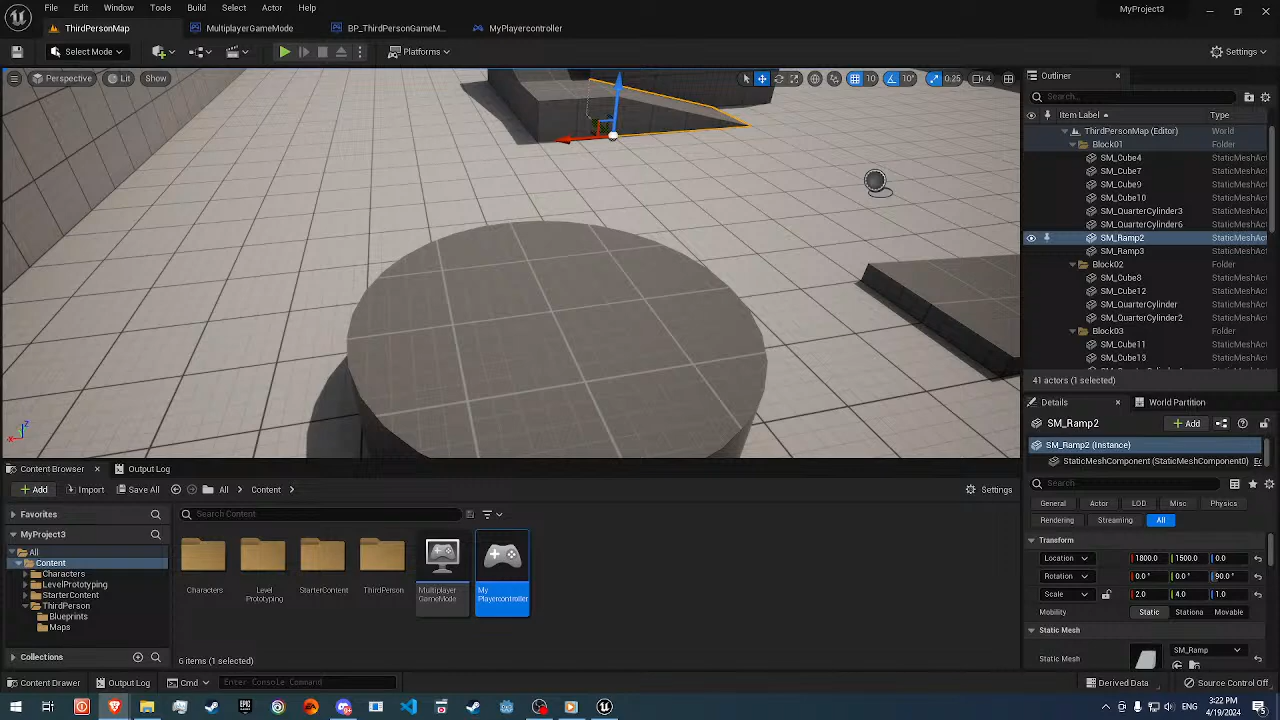 File Edit Window Tools Build Select Actor Help MyProject3
ThirdPersonMap MultiplayerGameMode BP_ThirdPersonGameM... MyPlayercontroller
Select Mode Platforms Settings
Perspective Lit Show 10 10° 0.25 4
Outliner
Search...
Item Label Type
ThirdPersonMap (Editor) World
Block01 Folder
SM_Cube4 StaticMeshAct
SM_Cube7 StaticMeshAct
SM_Cube9 StaticMeshAct
SM_Cube10 StaticMeshAct
SM_QuarterCylinder3 StaticMeshAct
SM_QuarterCylinder6 StaticMeshAct
SM_Ramp2 StaticMeshAct
SM_Ramp3 StaticMeshAct
Block02 Folder
SM_Cube8 StaticMeshAct
SM_Cube12 StaticMeshAct
SM_QuarterCylinder StaticMeshAct
SM_QuarterCylinder2 StaticMeshAct
Block03 Folder
SM_Cube11 StaticMeshAct
SM_Cube13 StaticMeshAct
41 actors (1 selected)
Details World Partition
SM_Ramp2 Add
SM_Ramp2 (Instance)
StaticMeshComponent (StaticMeshComponent0)
Search
General Actor LOD Misc Physics
Rendering Streaming All
Transform
Location 1800.0 1500.0 0.0
Rotation 0.0° 0.0° 90.0°
Scale 2.0 4.0 1.0
Mobility Static Stationa Movable
Static Mesh
Static Mesh SM_Ramp
Content Browser Output Log
Add Import Save All All Content Settings
Favorites
Search Content
MyProject3
All
Content
Characters
LevelPrototyping
StarterContent
ThirdPerson
Blueprints
Maps
Collections
Characters
Level
Prototyping
StarterContent
ThirdPerson
Multiplayer
GameMode
My
Playercontroller
6 items (1 selected)
Content Drawer Output Log Cmd Enter Console Command Derived Data Source Control Off
3:22 PM
4/19/2024